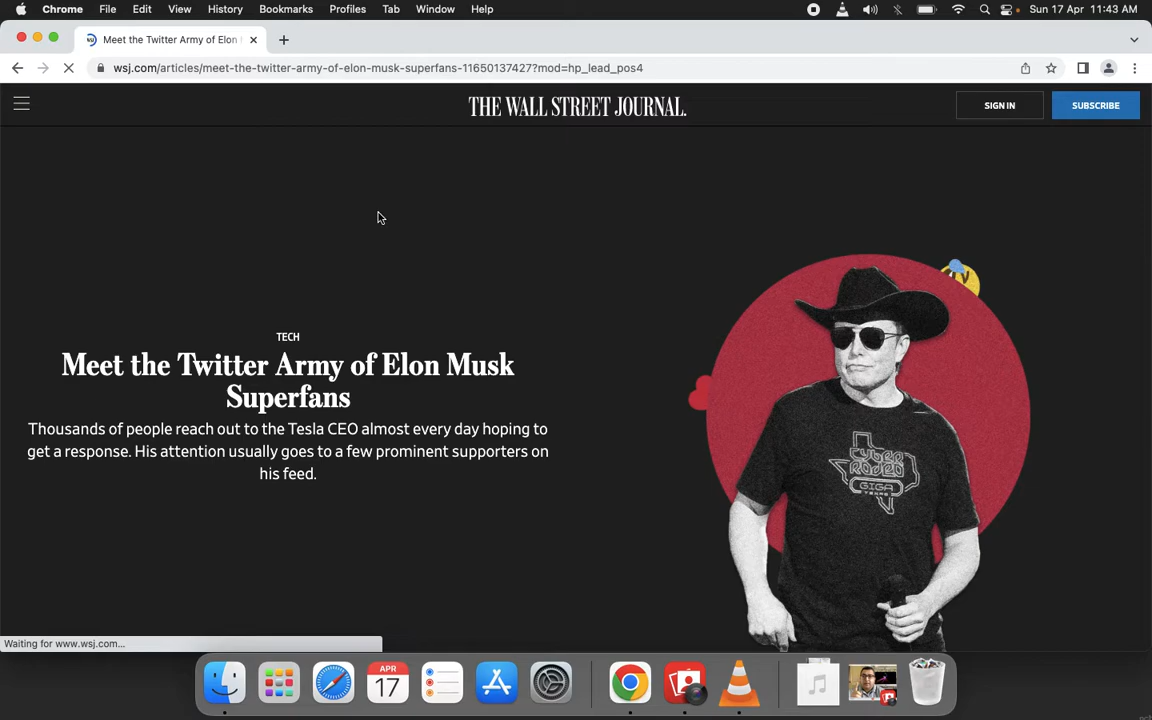 Chrome File Edit View History Bookmarks Profiles Tab Window Help Sun 17 Apr 11:43 AM
Meet the Twitter Army of Elon
wsj.com/articles/meet-the-twitter-army-of-elon-musk-superfans-11650137427?mod=hp_lead_pos4
THE WALL STREET JOURNAL.
SIGN IN
SUBSCRIBE
TECH
Meet the Twitter Army of Elon Musk
Superfans
Thousands of people reach out to the Tesla CEO almost every day hoping to
get a response. His attention usually goes to a few prominent supporters on
his feed.
CYBER
RODEO
GIGA
TEXAS
Waiting for www.wsj.com...
APR
17